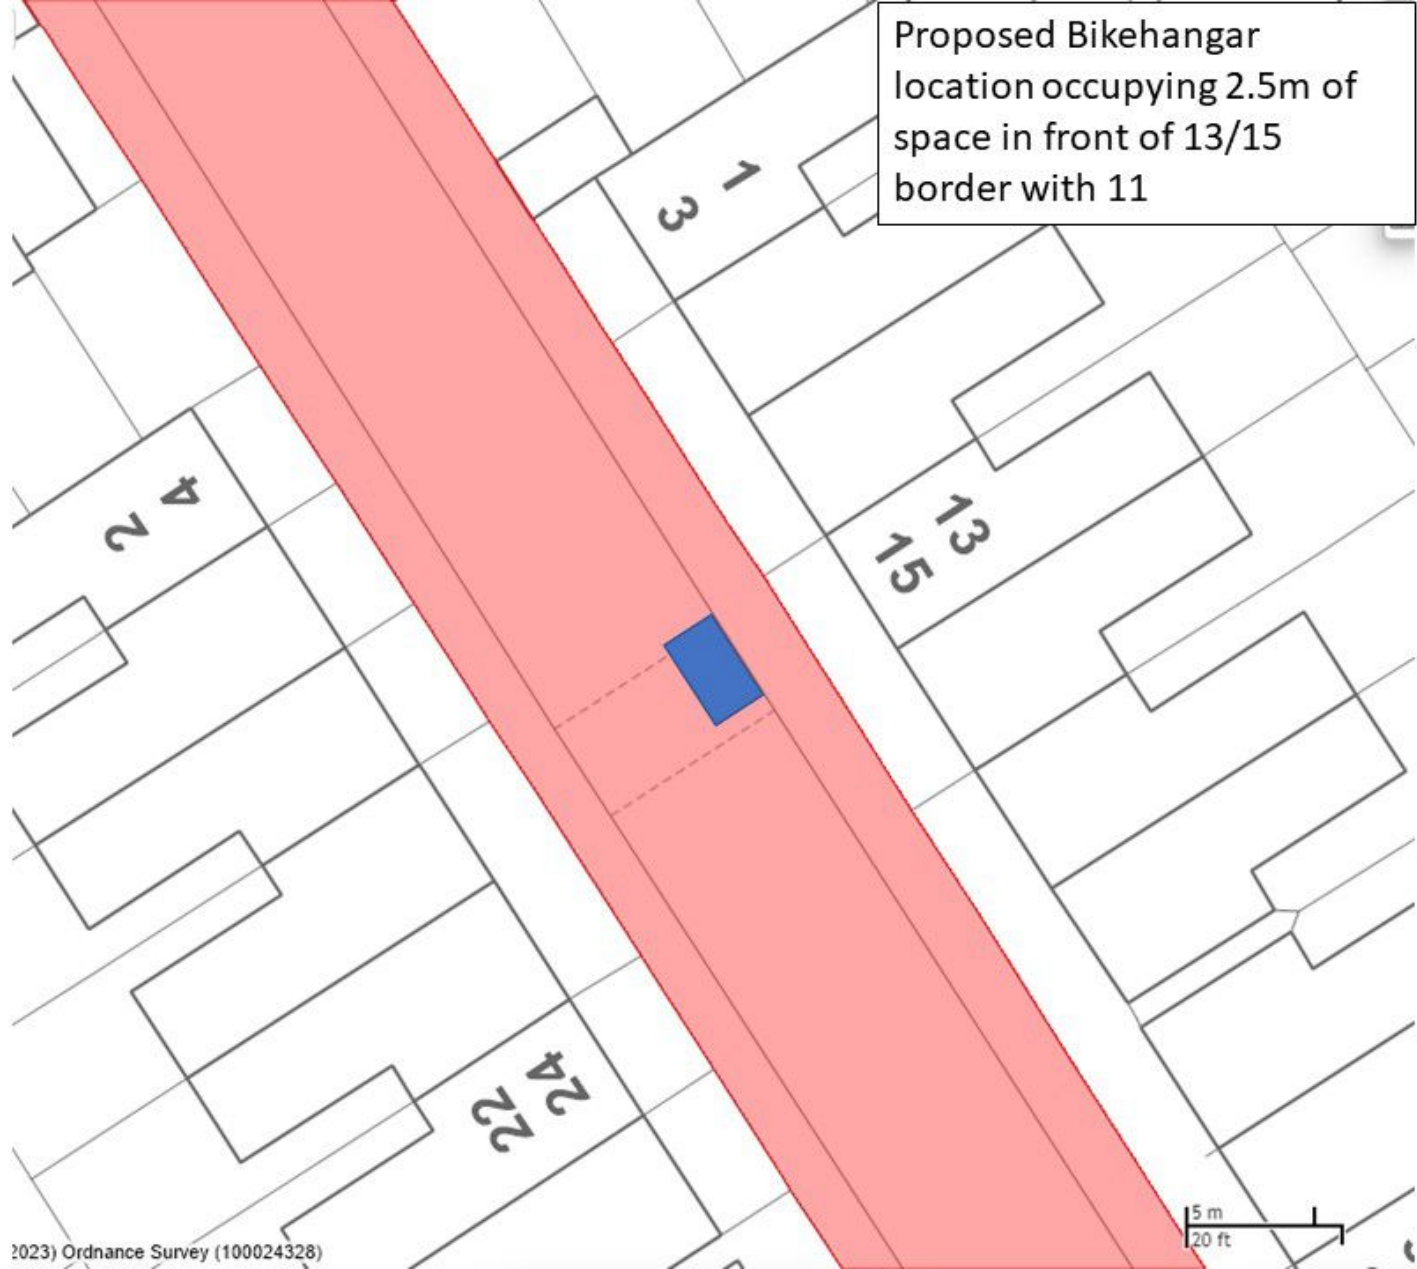 Proposed Bikehangar
location occupying 2.5m of
space in front of 13/15
border with 11
1
3
13
15
4
2
24
22
5 m
20 ft
2023) Ordnance Survey (100024328)